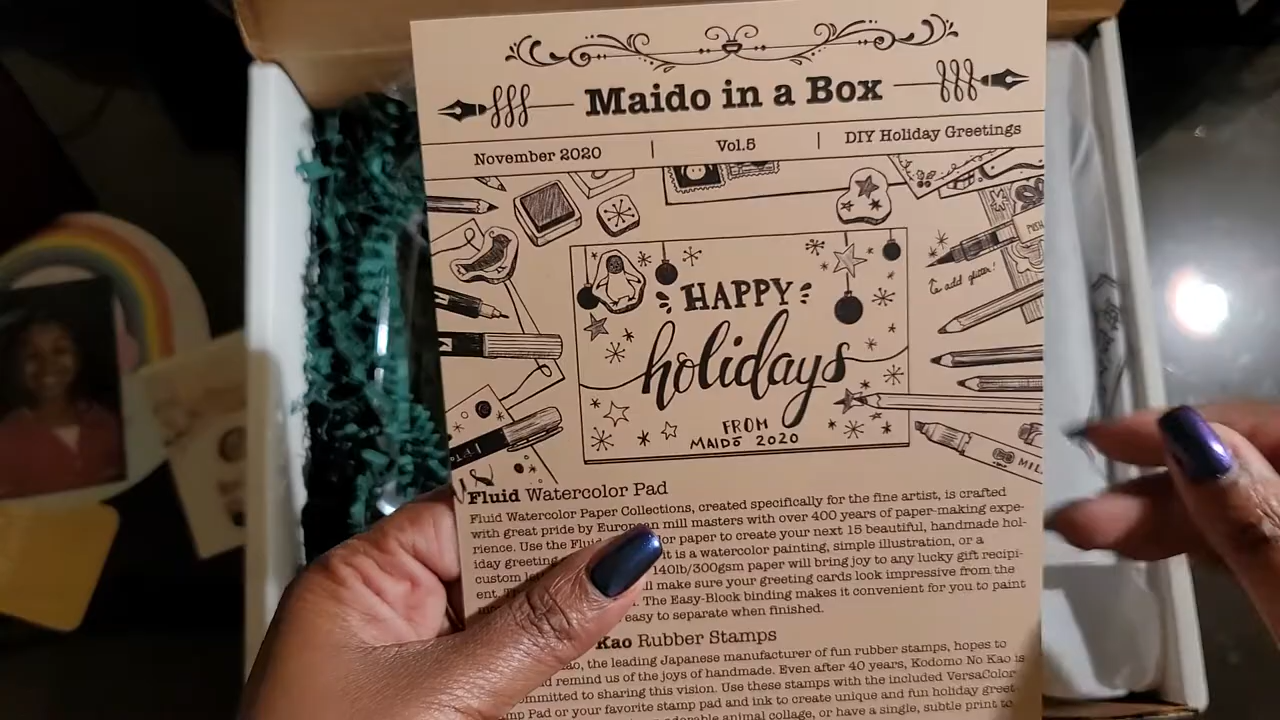 Maido in a Box
November 2020 | Vol.5 | DIY Holiday Greetings
To add glitter!
HAPPY
holidays
FROM
MAIDO 2020
Fluid Watercolor Pad
Fluid Watercolor Paper Collections, created specifically for the fine artist, is crafted
with great pride by European mill masters with over 400 years of paper-making expe-
rience. Use the Fluid or paper to create your next 15 beautiful, handmade hol-
iday greeting it is a watercolor painting, simple illustration, or a
custom 140lb/300gsm paper will bring joy to any lucky gift recipi-
ent. make sure your greeting cards look impressive from the
. The Easy-Block binding makes it convenient for you to paint
easy to separate when finished.
Kao Rubber Stamps
ao, the leading Japanese manufacturer of fun rubber stamps, hopes to
remind us of the joys of handmade. Even after 40 years, Kodomo No Kao is
ommitted to sharing this vision. Use these stamps with the included VersaColor
mp Pad or your favorite stamp pad and ink to create unique and fun holiday greet-
dorable animal collage, or have a single, subtle print to